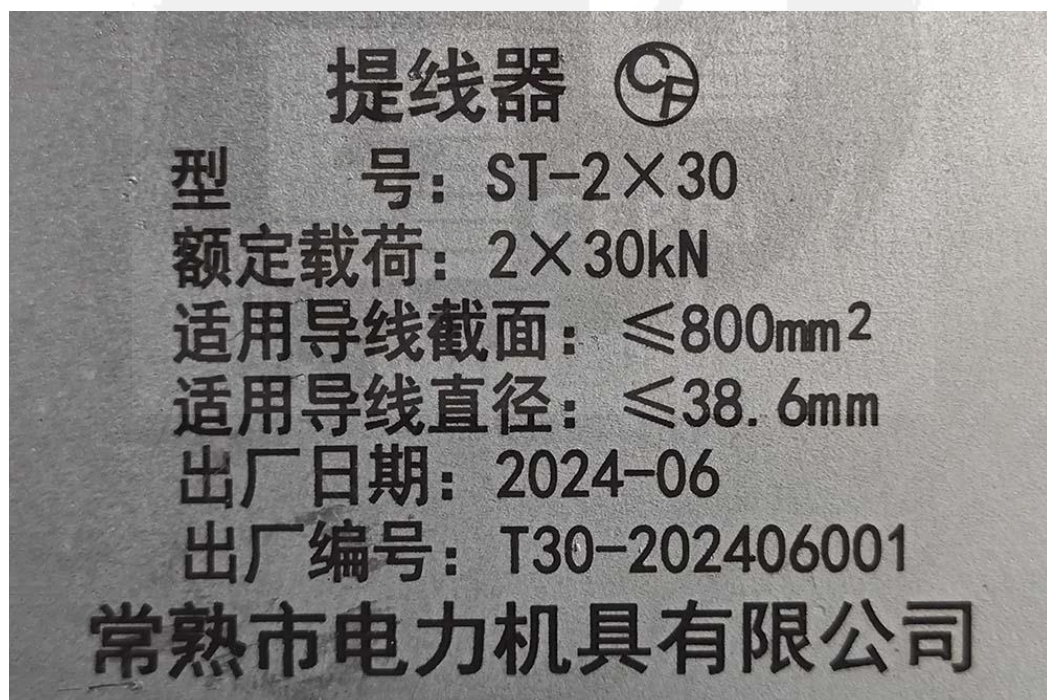 提线器 CF
型 号：ST-2×30
额定载荷：2×30kN
适用导线截面：≤800mm²
适用导线直径：≤38.6mm
出厂日期：2024-06
出厂编号：T30-202406001
常熟市电力机具有限公司